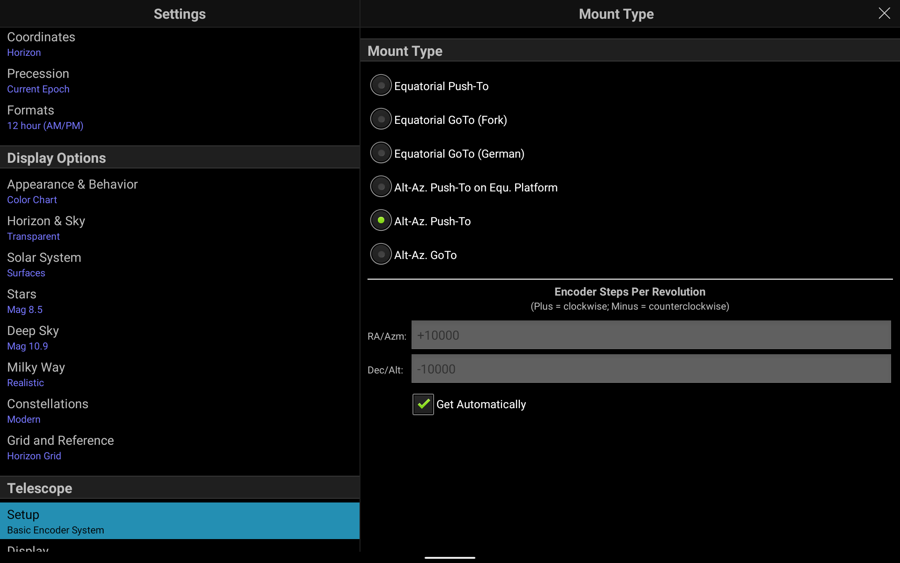 Settings
Coordinates
Horizon
Precession
Current Epoch
Formats
12 hour (AM/PM)
Display Options
Appearance & Behavior
Color Chart
Horizon & Sky
Transparent
Solar System
Surfaces
Stars
Mag 8.5
Deep Sky
Mag 10.9
Milky Way
Realistic
Constellations
Modern
Grid and Reference
Horizon Grid
Telescope
Setup
Basic Encoder System
Display
Mount Type
Mount Type
Equatorial Push-To
Equatorial GoTo (Fork)
Equatorial GoTo (German)
Alt-Az. Push-To on Equ. Platform
Alt-Az. Push-To
Alt-Az. GoTo
Encoder Steps Per Revolution
(Plus = clockwise; Minus = counterclockwise)
RA/Azm: +10000
Dec/Alt: -10000
Get Automatically